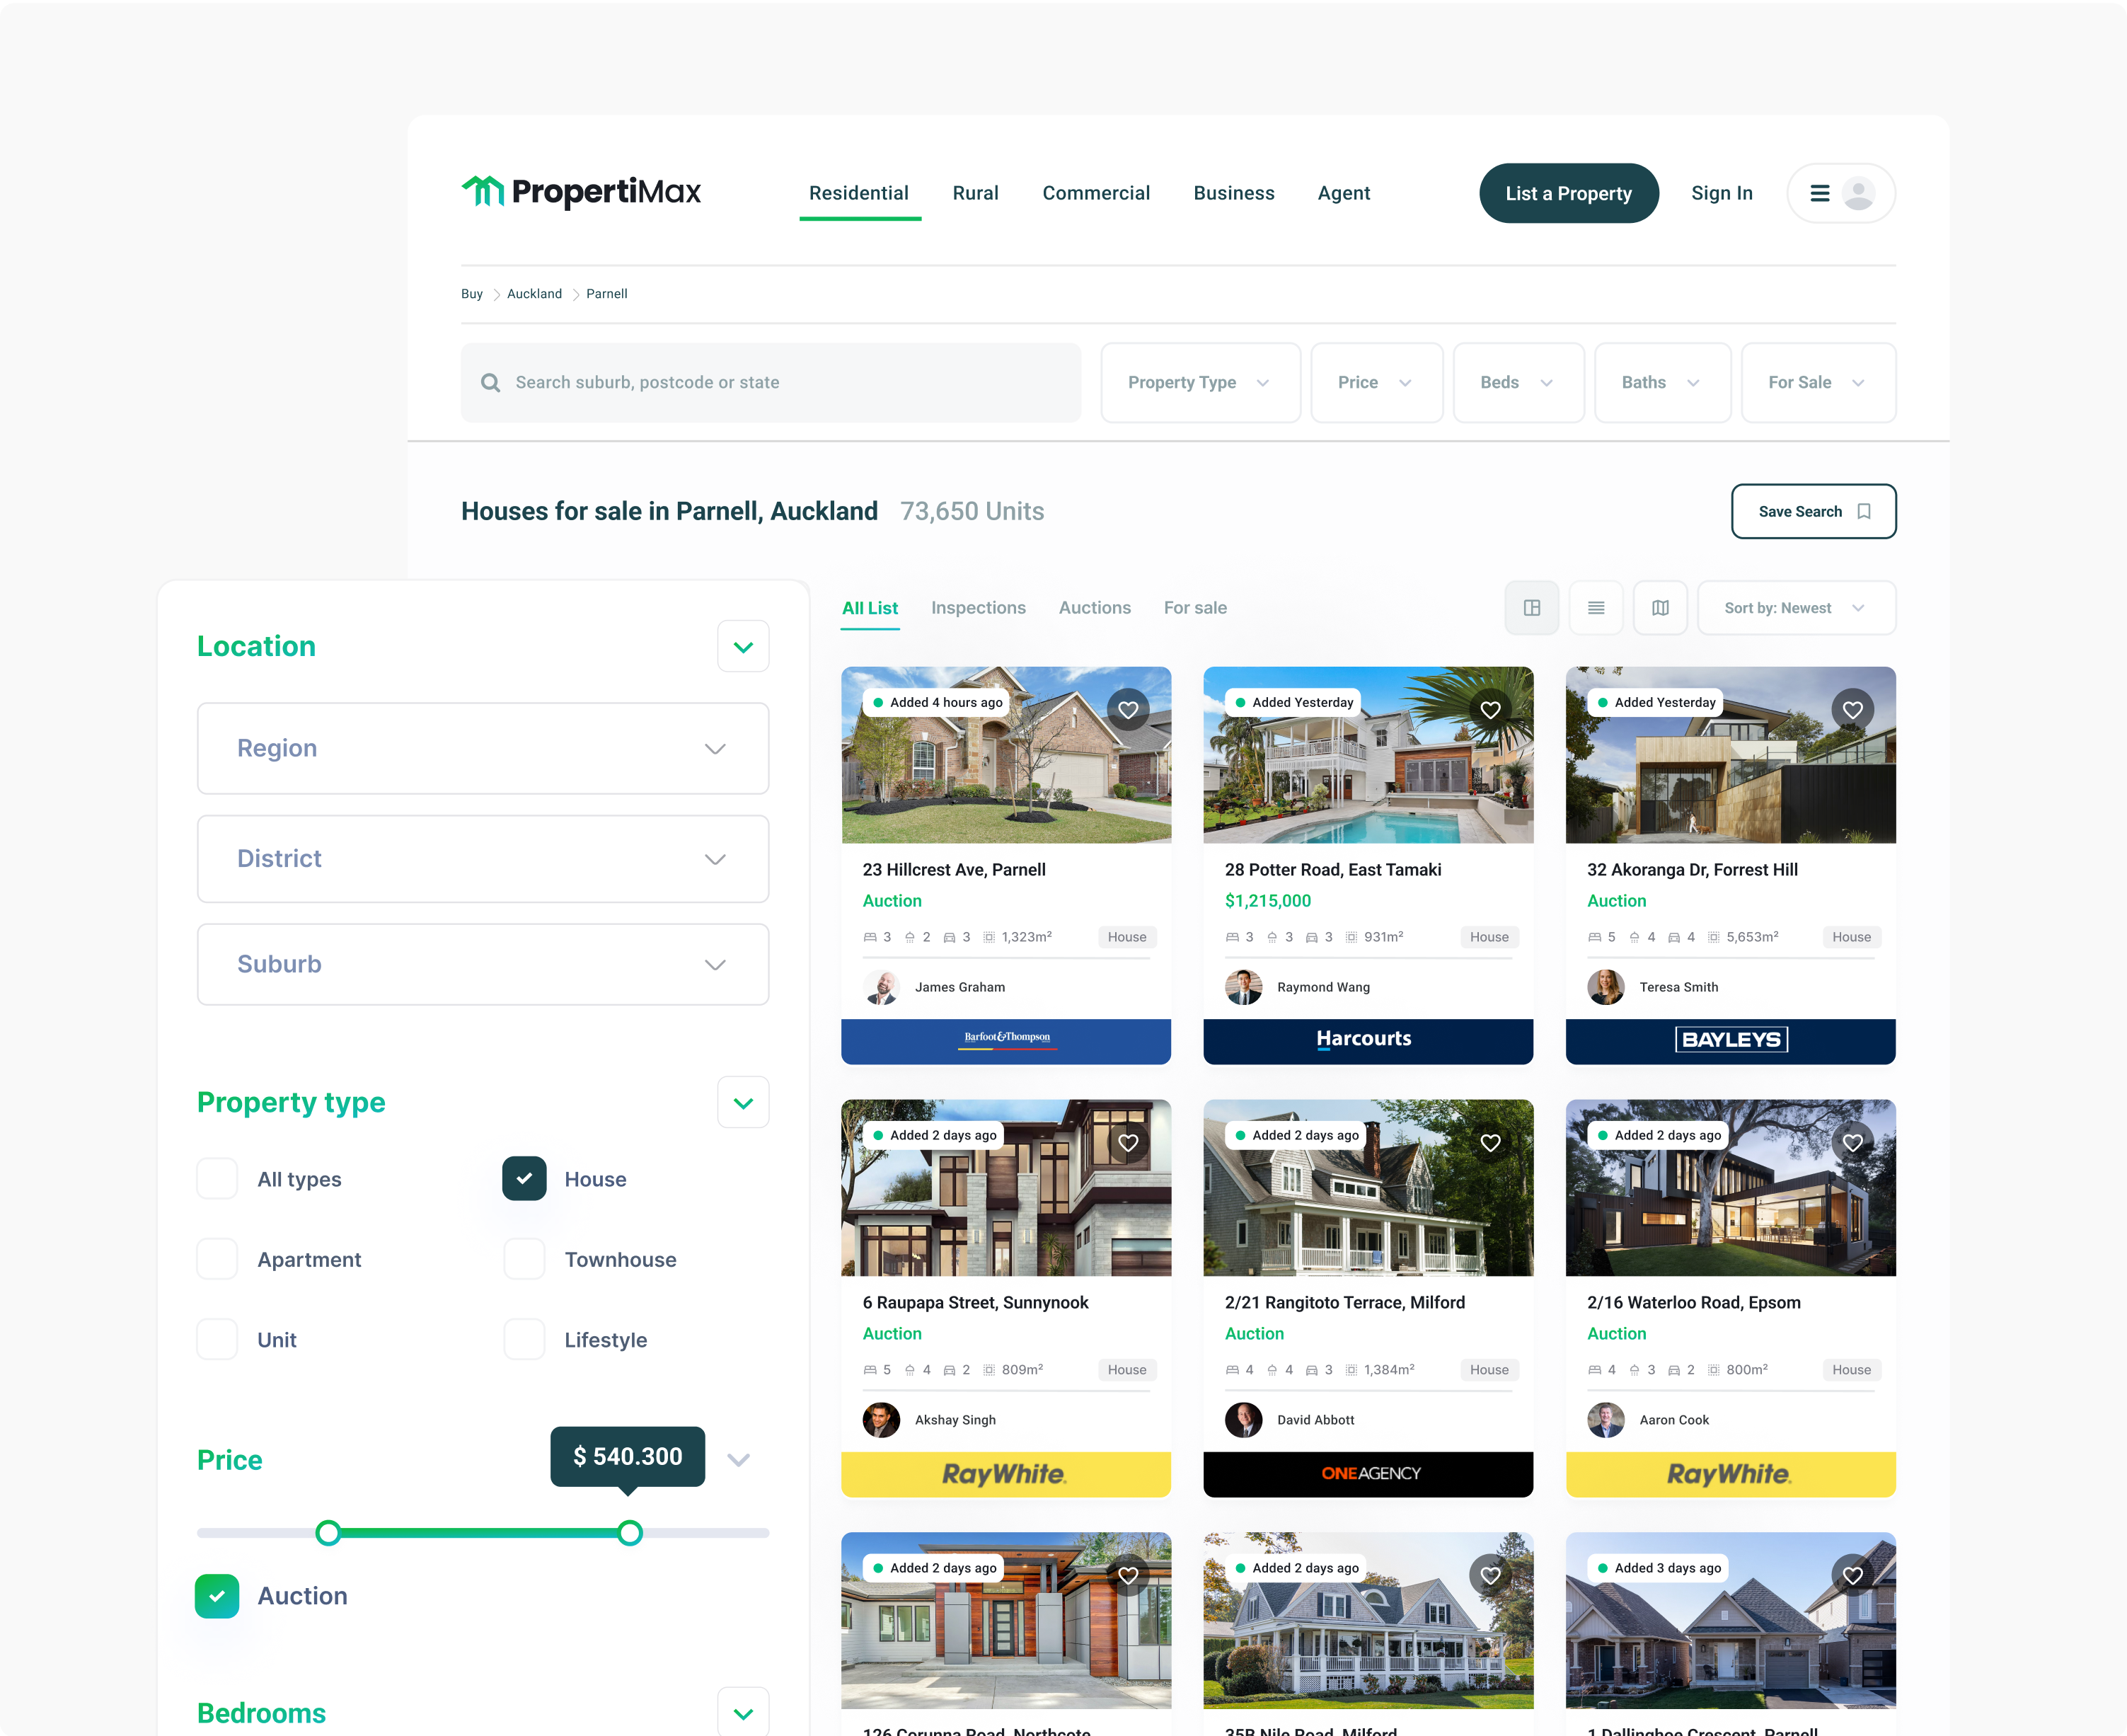 PropertiMax
Residential Rural Commercial Business Agent
List a Property Sign In
Buy Auckland Parnell
Search suburb, postcode or state
Property Type Price Beds Baths For Sale
Houses for sale in Parnell, Auckland 73,650 Units
Save Search
Location
Region
District
Suburb
Property type
All types House
Apartment Townhouse
Unit Lifestyle
Price $ 540.300
Auction
Bedrooms
All List Inspections Auctions For sale
Sort by: Newest
Added 4 hours ago
23 Hillcrest Ave, Parnell
Auction
3 2 3 1,323m² House
James Graham
Barfoot&Thompson
Added Yesterday
28 Potter Road, East Tamaki
$1,215,000
3 3 3 931m² House
Raymond Wang
Harcourts
Added Yesterday
32 Akoranga Dr, Forrest Hill
Auction
5 4 4 5,653m² House
Teresa Smith
BAYLEYS
Added 2 days ago
6 Raupapa Street, Sunnynook
Auction
5 4 2 809m² House
Akshay Singh
RayWhite.
Added 2 days ago
2/21 Rangitoto Terrace, Milford
Auction
4 4 3 1,384m² House
David Abbott
ONEAGENCY
Added 2 days ago
2/16 Waterloo Road, Epsom
Auction
4 3 2 800m² House
Aaron Cook
RayWhite.
Added 2 days ago
126 Corunna Road, Northcote
Added 2 days ago
35B Nile Road, Milford
Added 3 days ago
1 Dallinghoe Crescent, Parnell